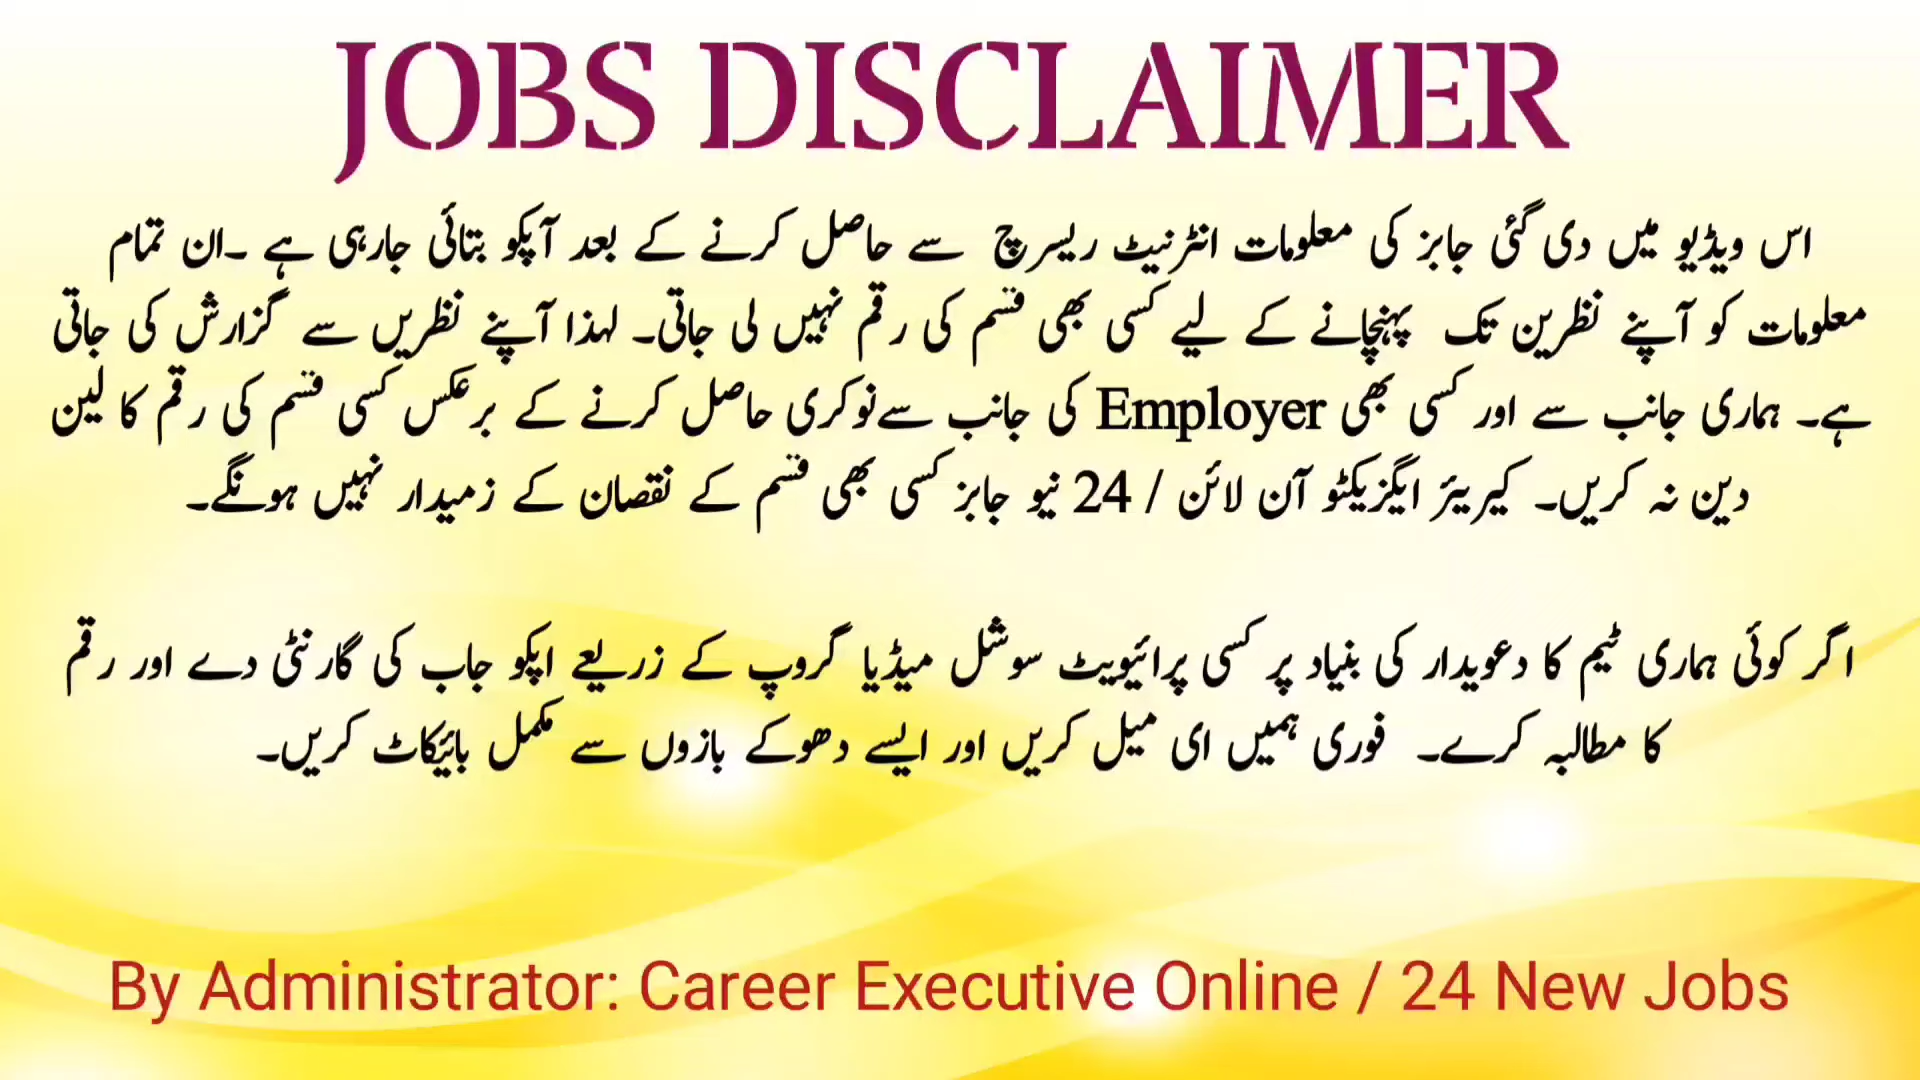 JOBS DISCLAIMER
اس ویڈیو میں دی گئی جابز کی معلومات انٹرنیٹ ریسرچ سے حاصل کرنے کے بعد آپکو بتائی جارہی ہے ۔ان تمام
معلومات کو آپنے نظرین تک پہنچانے کے لیے کسی بھی قسم کی رقم نہیں لی جاتی۔ لہذا آپنے نظریں سے گزارش کی جاتی
ہے۔ ہماری جانب سے اور کسی بھی Employer کی جانب سےنوکری حاصل کرنے کے برعکس کسی قسم کی رقم کا لین
دین نہ کریں۔ کیریئر ایگزیکٹو آن لائن / 24 نیو جابز کسی بھی قسم کے نقصان کے زمیدار نہیں ہونگے۔
اگر کوئی ہماری ٹیم کا دعویدار کی بنیاد پر کسی پرائیویٹ سوشل میڈیا گروپ کے زریعے اپکو جاب کی گارنٹی دے اور رقم
کا مطالبہ کرے۔ فوری ہمیں ای میل کریں اور ایسے دھوکے بازوں سے مکمل بائیکاٹ کریں۔
By Administrator: Career Executive Online / 24 New Jobs